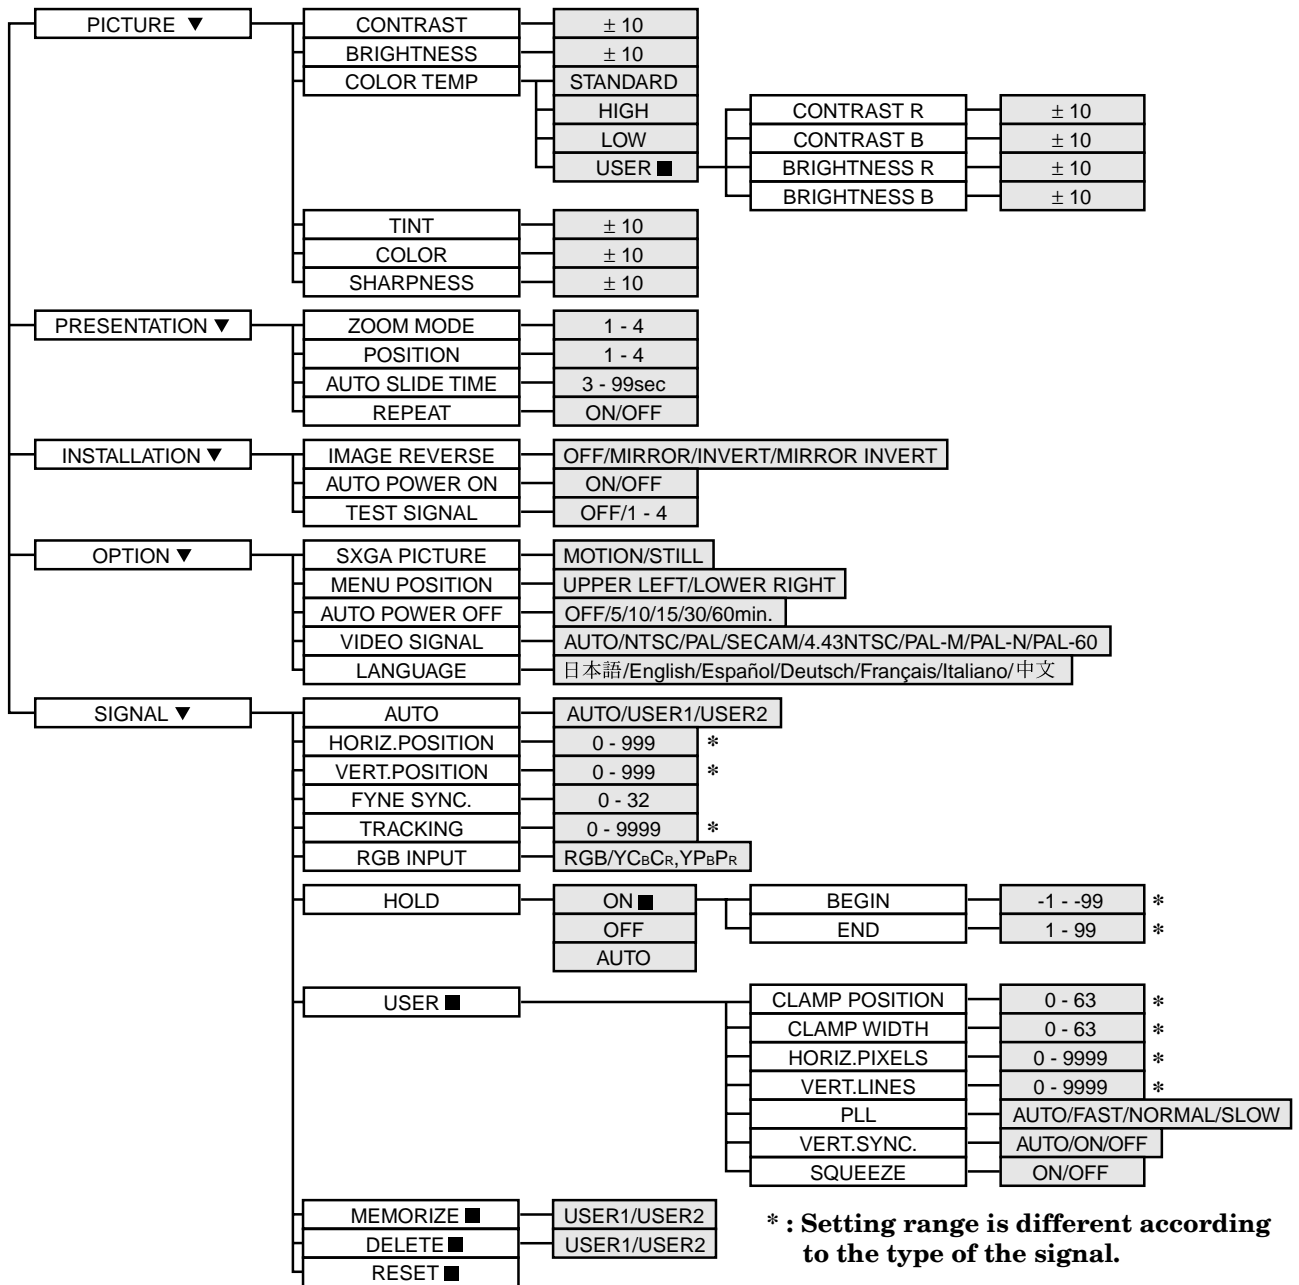 PICTURE ▼ CONTRAST ± 10
BRIGHTNESS ± 10
COLOR TEMP STANDARD
HIGH CONTRAST R ± 10
LOW CONTRAST B ± 10
USER ■ BRIGHTNESS R ± 10
BRIGHTNESS B ± 10
TINT ± 10
COLOR ± 10
SHARPNESS ± 10
PRESENTATION ▼ ZOOM MODE 1 - 4
POSITION 1 - 4
AUTO SLIDE TIME 3 - 99sec
REPEAT ON/OFF
INSTALLATION ▼ IMAGE REVERSE OFF/MIRROR/INVERT/MIRROR INVERT
AUTO POWER ON ON/OFF
TEST SIGNAL OFF/1 - 4
OPTION ▼ SXGA PICTURE MOTION/STILL
MENU POSITION UPPER LEFT/LOWER RIGHT
AUTO POWER OFF OFF/5/10/15/30/60min.
VIDEO SIGNAL AUTO/NTSC/PAL/SECAM/4.43NTSC/PAL-M/PAL-N/PAL-60
LANGUAGE 日本語/English/Español/Deutsch/Français/Italiano/中文
SIGNAL ▼ AUTO AUTO/USER1/USER2
HORIZ.POSITION 0 - 999 *
VERT.POSITION 0 - 999 *
FYNE SYNC. 0 - 32
TRACKING 0 - 9999 *
RGB INPUT RGB/YCBCR,YPBPR
HOLD ON ■ BEGIN -1 - -99 *
OFF END 1 - 99 *
AUTO
USER ■ CLAMP POSITION 0 - 63 *
CLAMP WIDTH 0 - 63 *
HORIZ.PIXELS 0 - 9999 *
VERT.LINES 0 - 9999 *
PLL AUTO/FAST/NORMAL/SLOW
VERT.SYNC. AUTO/ON/OFF
SQUEEZE ON/OFF
MEMORIZE ■ USER1/USER2
DELETE ■ USER1/USER2
RESET ■
* : Setting range is different according
to the type of the signal.